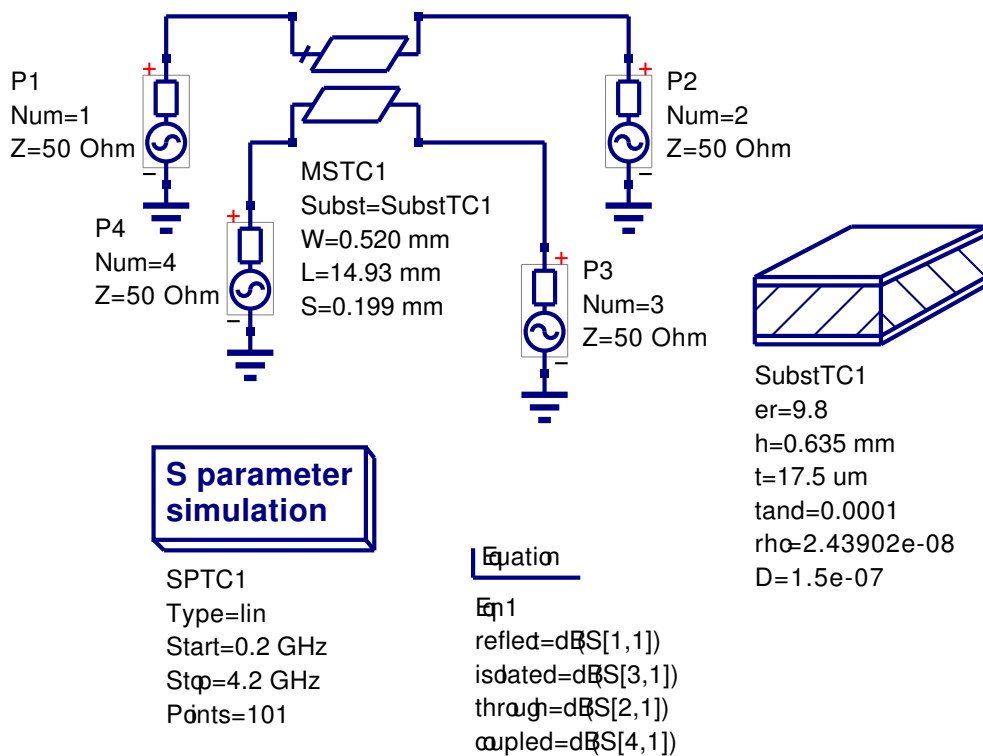 P1
Num=1
Z=50 Ohm
+
−
P2
Num=2
Z=50 Ohm
+
−
MSTC1
Subst=SubstTC1
W=0.520 mm
L=14.93 mm
S=0.199 mm
P4
Num=4
Z=50 Ohm
+
−
P3
Num=3
Z=50 Ohm
+
−
SubstTC1
er=9.8
h=0.635 mm
t=17.5 um
tand=0.0001
rho=2.43902e-08
D=1.5e-07
S parameter
simulation
SPTC1
Type=lin
Start=0.2 GHz
Stop=4.2 GHz
Points=101
Equation
Eqn1
reflect=dB(S[1,1])
isolated=dB(S[3,1])
through=dB(S[2,1])
coupled=dB(S[4,1])